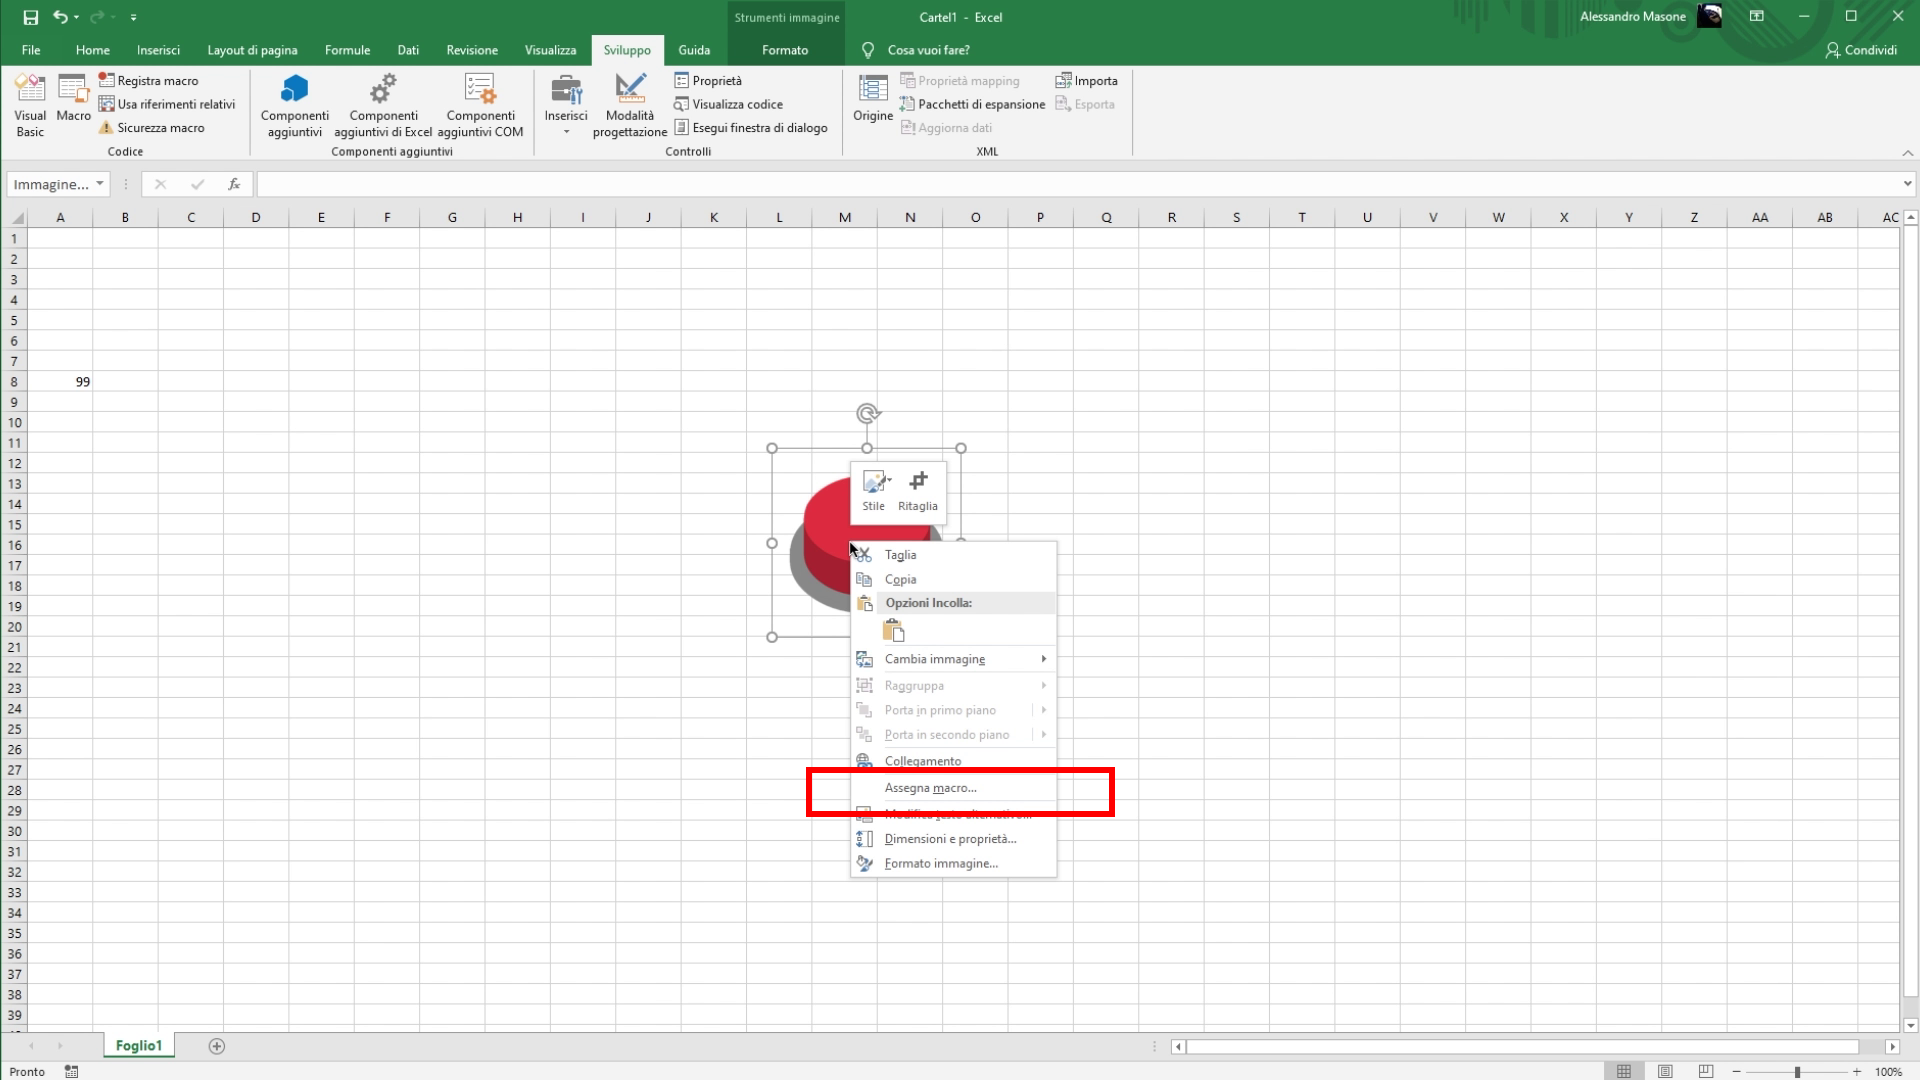 Strumenti immagine
Cartel1 - Excel
Alessandro Masone
File Home Inserisci Layout di pagina Formule Dati Revisione Visualizza Sviluppo Guida Formato Cosa vuoi fare? Condividi
Visual Basic
Macro
Registra macro
Usa riferimenti relativi
Sicurezza macro
Codice
Componenti aggiuntivi
Componenti aggiuntivi di Excel
Componenti aggiuntivi COM
Componenti aggiuntivi
Inserisci
Modalità progettazione
Proprietà
Visualizza codice
Esegui finestra di dialogo
Controlli
Origine
Proprietà mapping
Pacchetti di espansione
Aggiorna dati
Importa
Esporta
XML
Immagine...
fx
A B C D E F G H I J K L M N O P Q R S T U V W X Y Z AA AB AC
1
2
3
4
5
6
7
8 99
9
10
11
12
13
14
15
16
17
18
19
20
21
22
23
24
25
26
27
28
29
30
31
32
33
34
35
36
37
38
39
Stile Ritaglia
Taglia
Copia
Opzioni Incolla:
Cambia immagine
Raggruppa
Porta in primo piano
Porta in secondo piano
Collegamento
Assegna macro...
Modifica testo alternativo...
Dimensioni e proprietà...
Formato immagine...
Foglio1
Pronto
100%